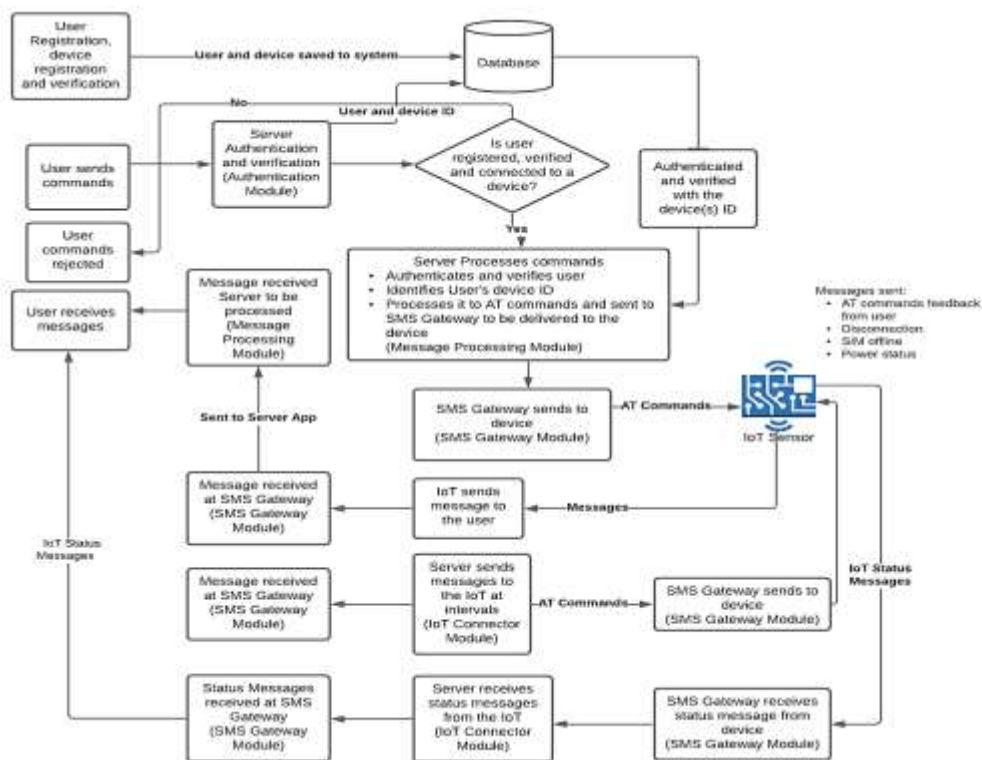 User
Registration,
device
registration
and verification
User and device saved to system
Database
No
User and device ID
User sends
commands
Server
Authentication
and verification
(Authentication
Module)
Is user
registered, verified
and connected to a
device?
Authenticated
and verified
with the
device(s) ID
Yes
User
commands
rejected
User receives
messages
Message received
Server to be
processed
(Message
Processing Module)
Server Processes commands
• Authenticates and verifies user
• Identifies User's device ID
• Processes it to AT commands and sent to
SMS Gateway to be delivered to the
device
(Message Processing Module)
Messages sent:
• AT commands feedback
from user
• Disconnection
• SIM offline
• Power status
SMS Gateway sends to
device
(SMS Gateway Module)
AT Commands
IoT Sensor
Sent to Server App
Message received
at SMS Gateway
(SMS Gateway
Module)
IoT sends
message to
the user
Messages
IoT Status
Messages
Message received
at SMS Gateway
(SMS Gateway
Module)
Server sends
messages to
the IoT at
intervals
(IoT Connector
Module)
AT Commands
SMS Gateway sends to
device
(SMS Gateway Module)
IoT Status
Messages
Status Messages
received at SMS
Gateway
(SMS Gateway
Module)
Server receives
status messages
from the IoT
(IoT Connector
Module)
SMS Gateway receives
status message from
device
(SMS Gateway Module)